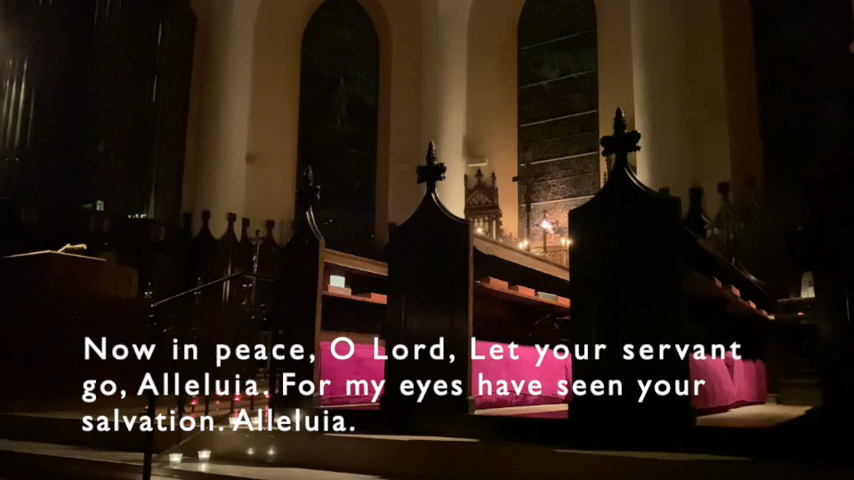 Now in peace, O Lord, Let your servant
go, Alleluia. For my eyes have seen your
salvation. Alleluia.